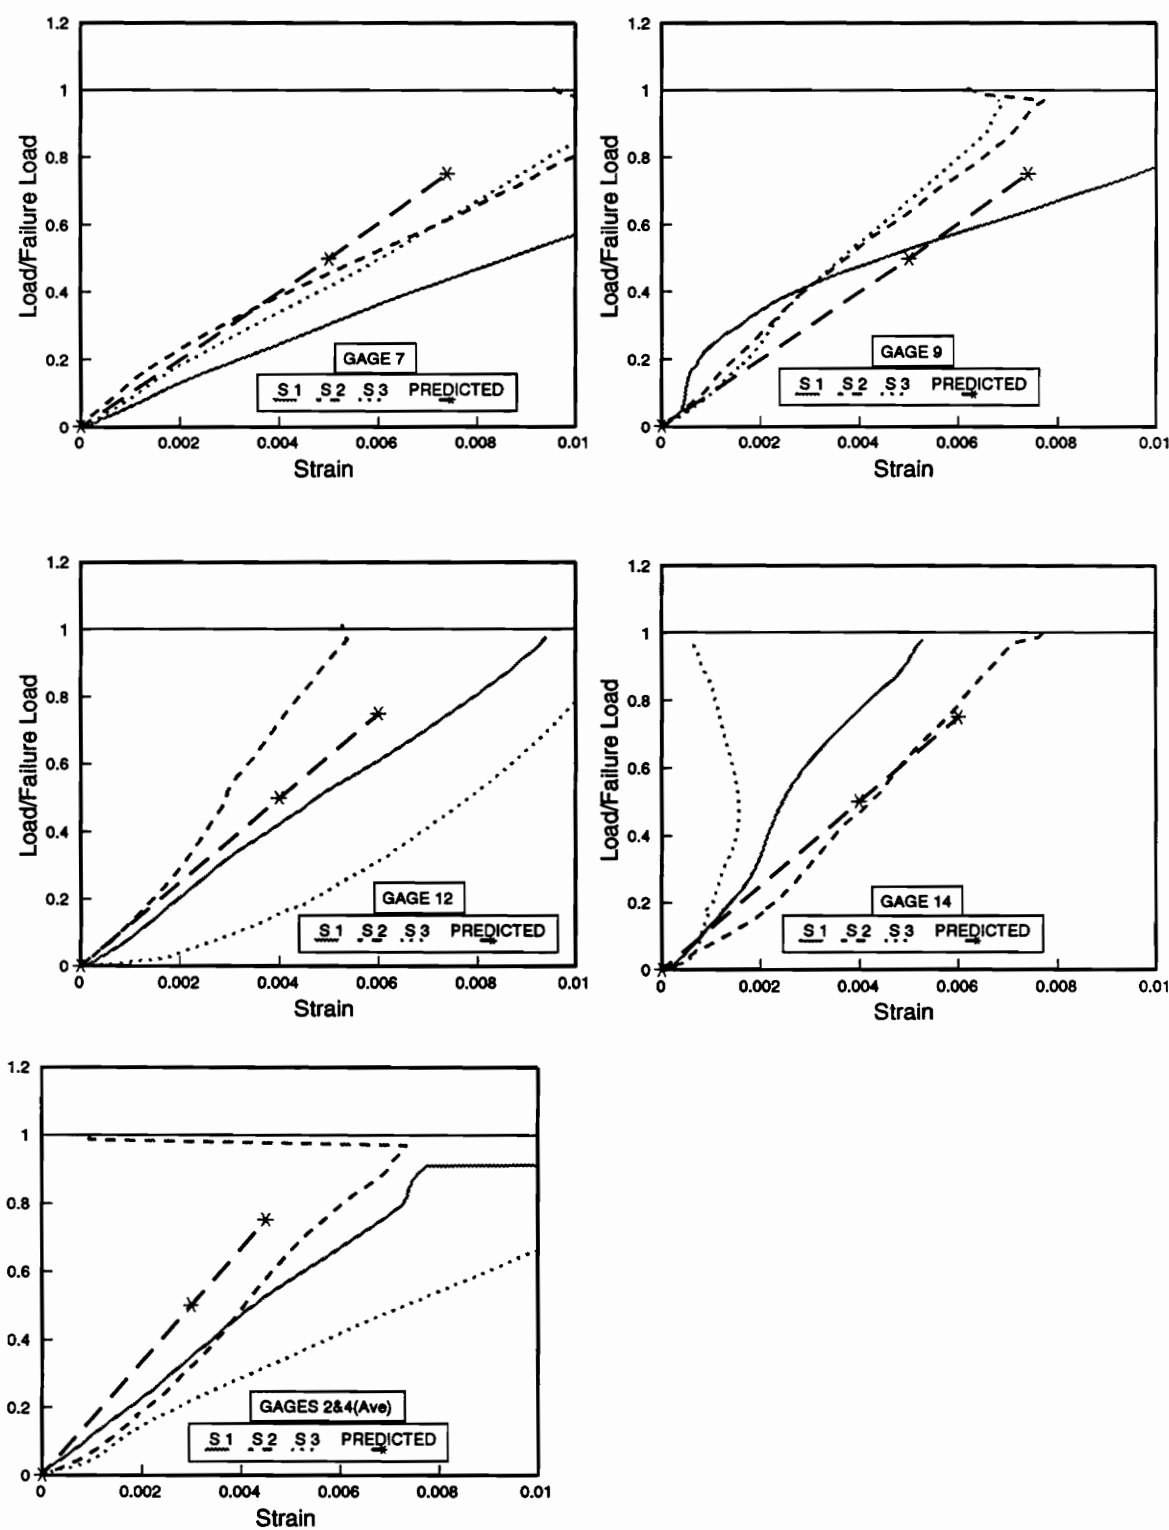 1.2
1
0.8
0.6
0.4
0.2
0
Load/Failure Load
GAGE 7
S 1 S 2 S 3 PREDICTED
0 0.002 0.004 0.006 0.008 0.01
Strain
1.2
1
0.8
0.6
0.4
0.2
0
Load/Failure Load
GAGE 9
S 1 S 2 S 3 PREDICTED
0 0.002 0.004 0.006 0.008 0.01
Strain
1.2
1
0.8
0.6
0.4
0.2
0
Load/Failure Load
GAGE 12
S 1 S 2 S 3 PREDICTED
0 0.002 0.004 0.006 0.008 0.01
Strain
1.2
1
0.8
0.6
0.4
0.2
0
Load/Failure Load
GAGE 14
S 1 S 2 S 3 PREDICTED
0 0.002 0.004 0.006 0.008 0.01
Strain
1.2
1
0.8
0.6
0.4
0.2
0
GAGES 2&4(Ave)
S 1 S 2 S 3 PREDICTED
0 0.002 0.004 0.006 0.008 0.01
Strain